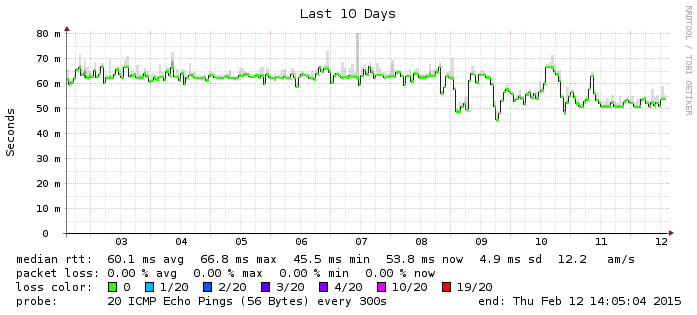 Last 10 Days
RRDTOOL / TOBI OETIKER
Seconds
80 m
70 m
60 m
50 m
40 m
30 m
20 m
10 m
0
03 04 05 06 07 08 09 10 11 12
median rtt: 60.1 ms avg 66.8 ms max 45.5 ms min 53.8 ms now 4.9 ms sd 12.2 am/s
packet loss: 0.00 % avg 0.00 % max 0.00 % min 0.00 % now
loss color: 0 1/20 2/20 3/20 4/20 10/20 19/20
probe: 20 ICMP Echo Pings (56 Bytes) every 300s end: Thu Feb 12 14:05:04 2015